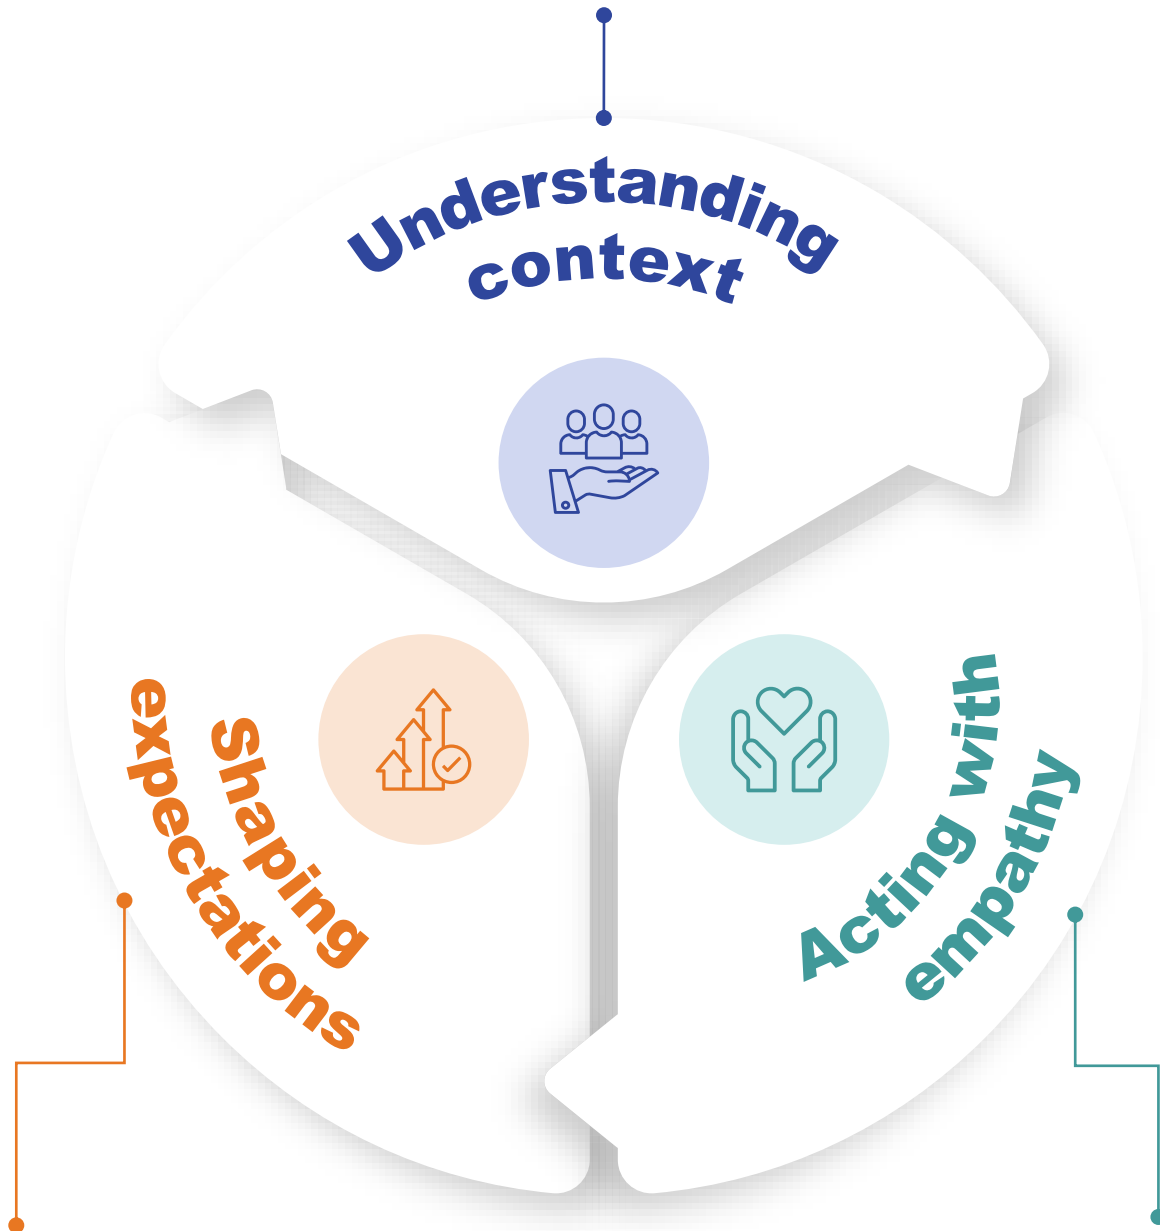 Understanding
context
Shaping
expectations
Acting with
empathy